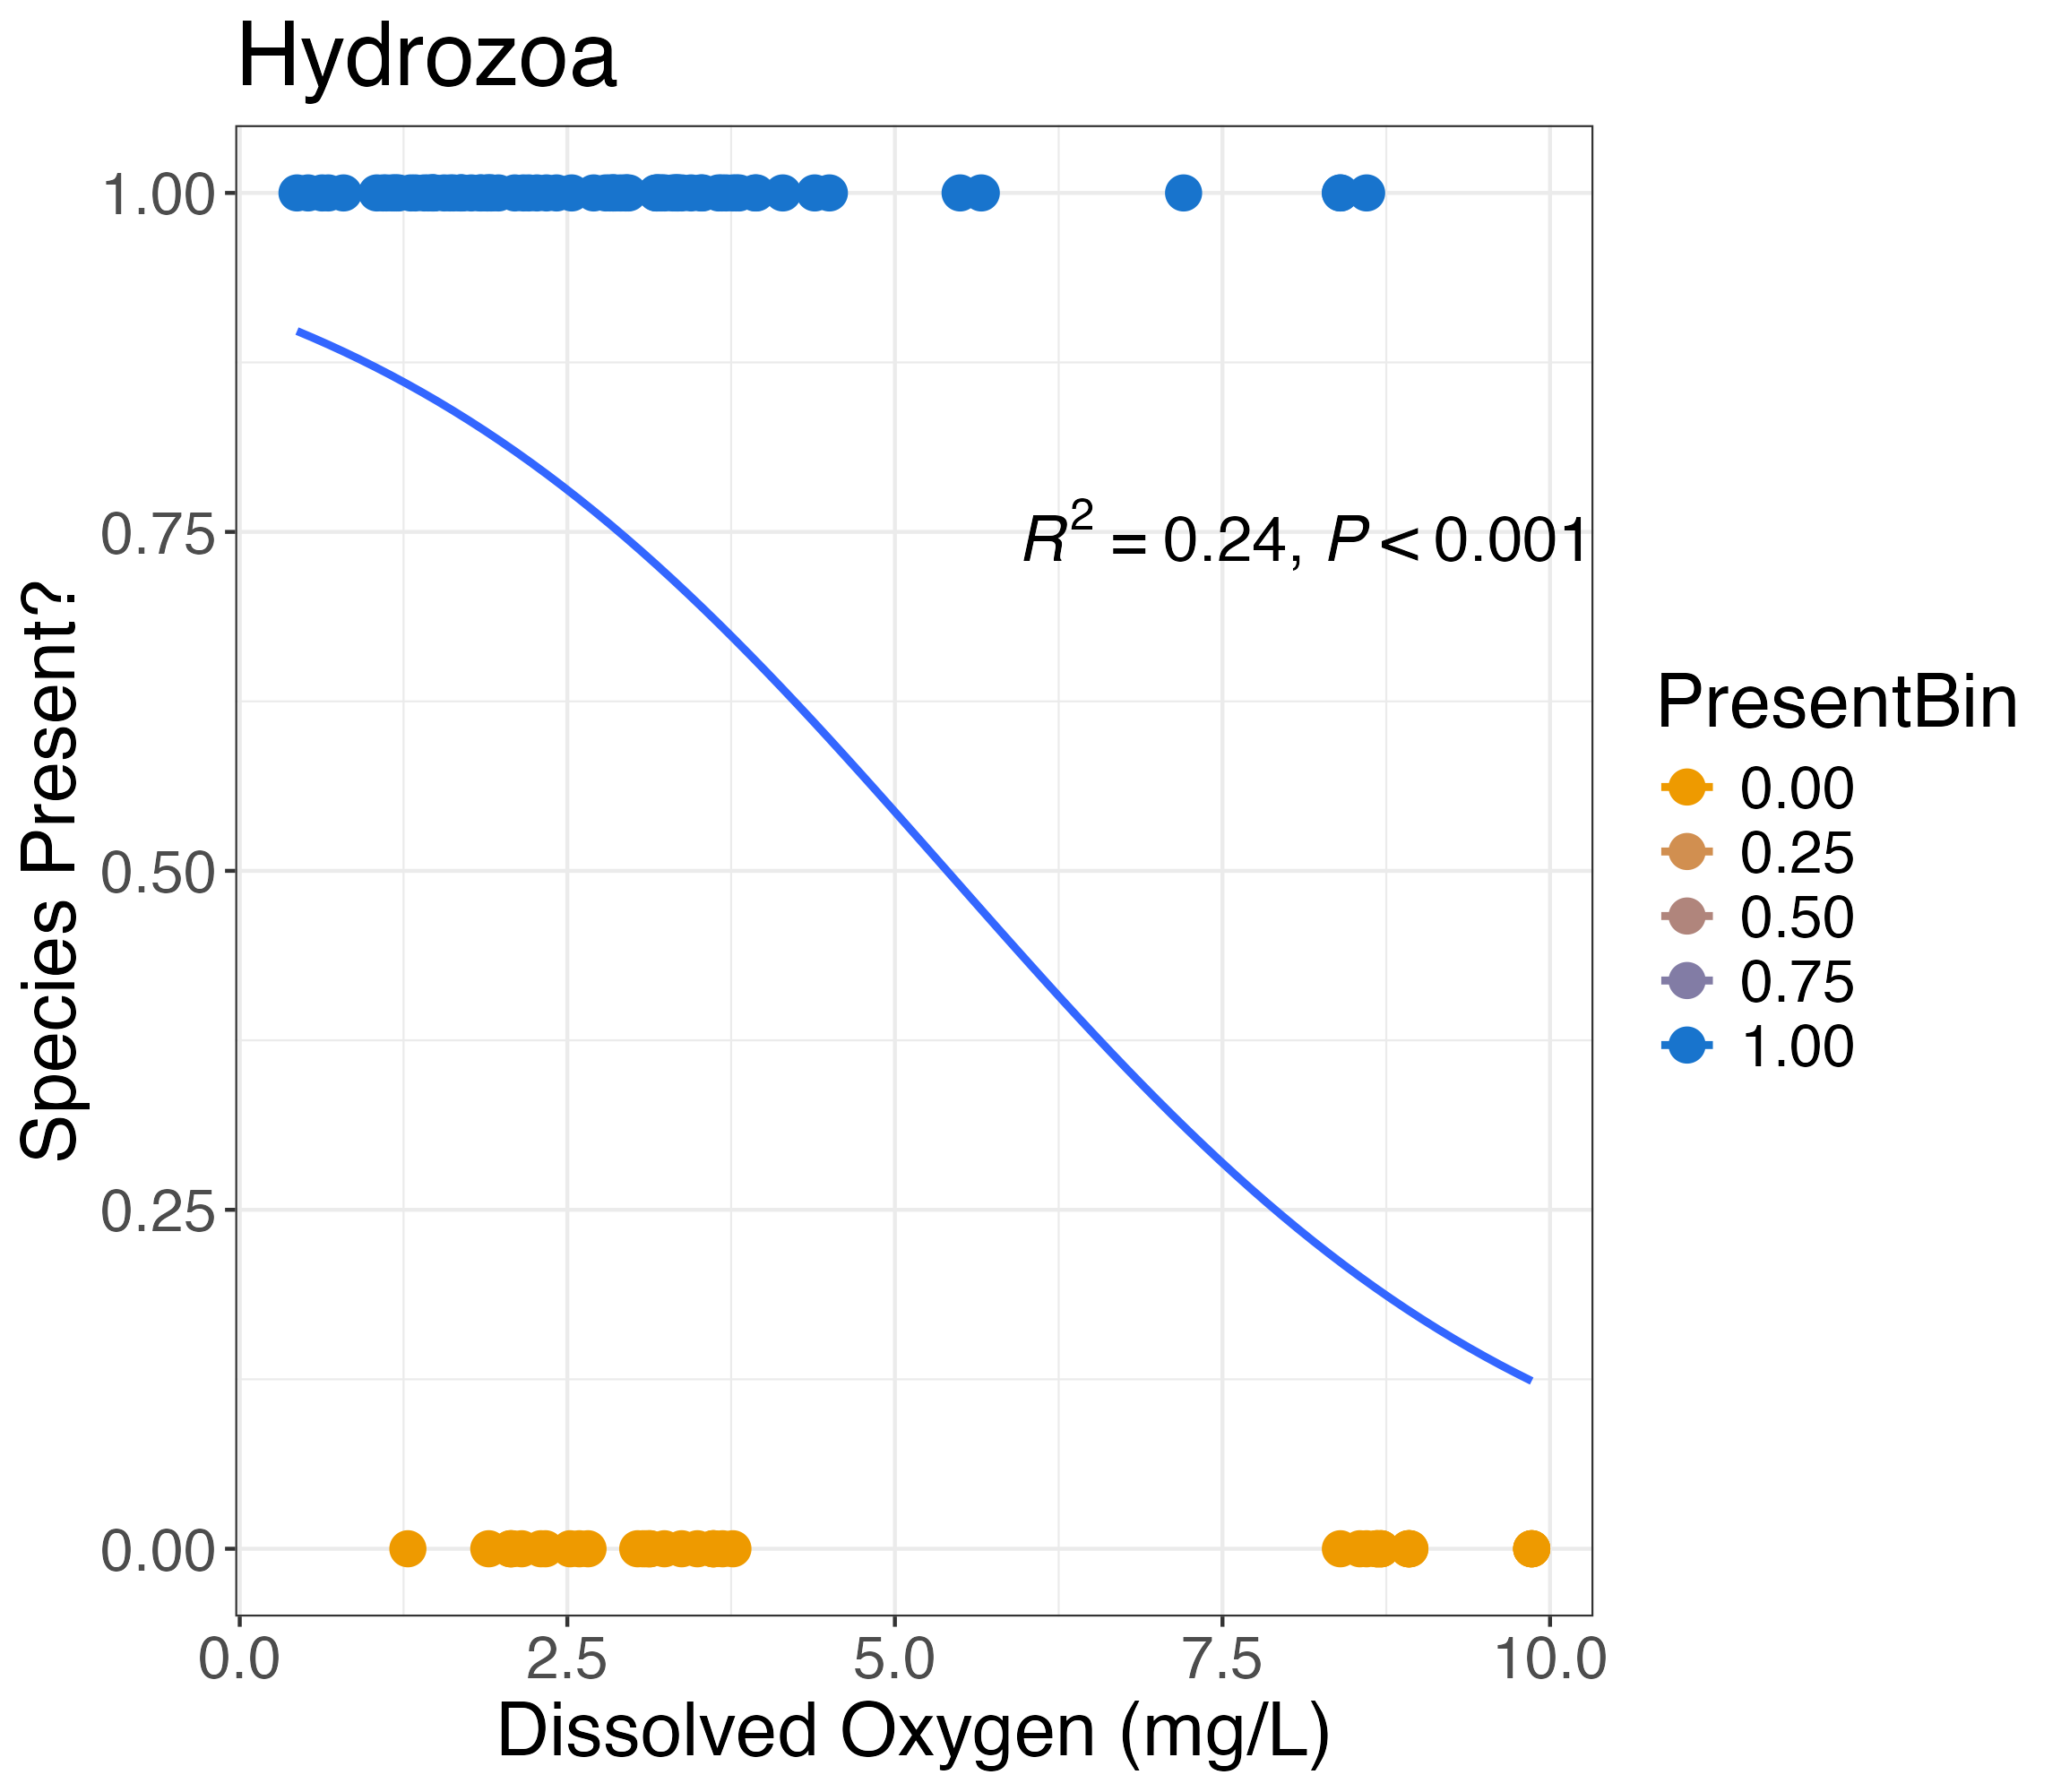 Hydrozoa
1.00
0.75
0.50
0.25
0.00
Species Present?
R² = 0.24, P < 0.001
0.0 2.5 5.0 7.5 10.0
Dissolved Oxygen (mg/L)
PresentBin
0.00
0.25
0.50
0.75
1.00